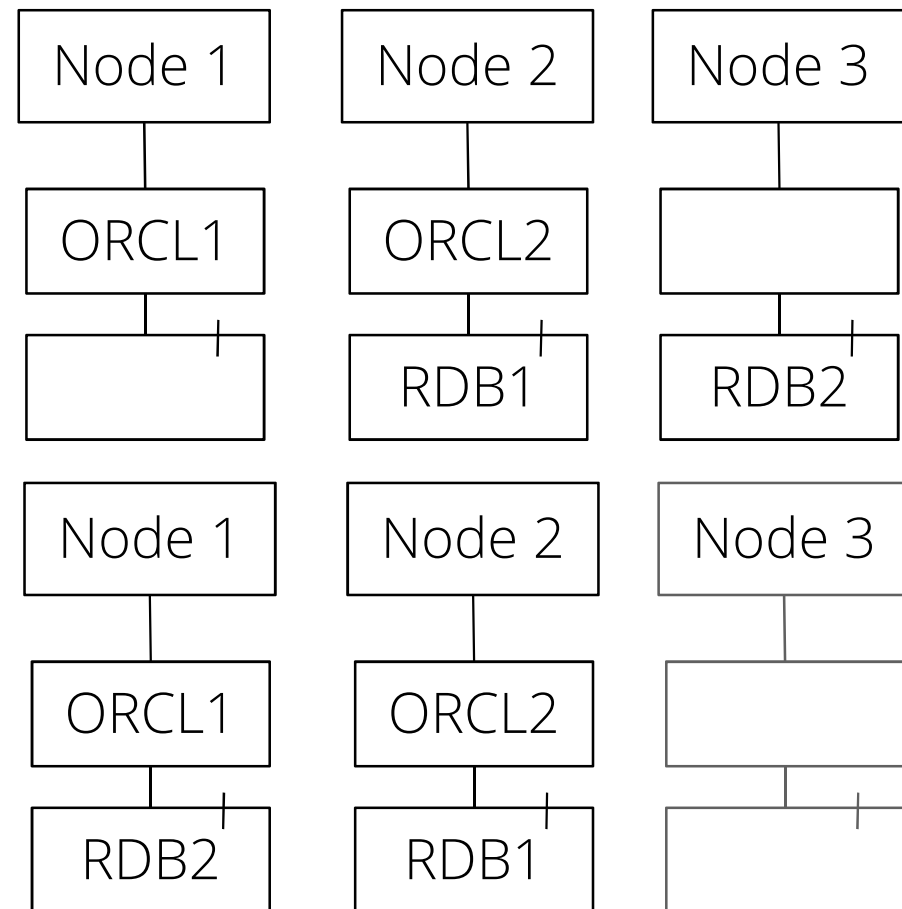 Node 1
Node 2
Node 3
ORCL1
ORCL2
RDB1
RDB2
Node 1
Node 2
Node 3
ORCL1
ORCL2
RDB2
RDB1